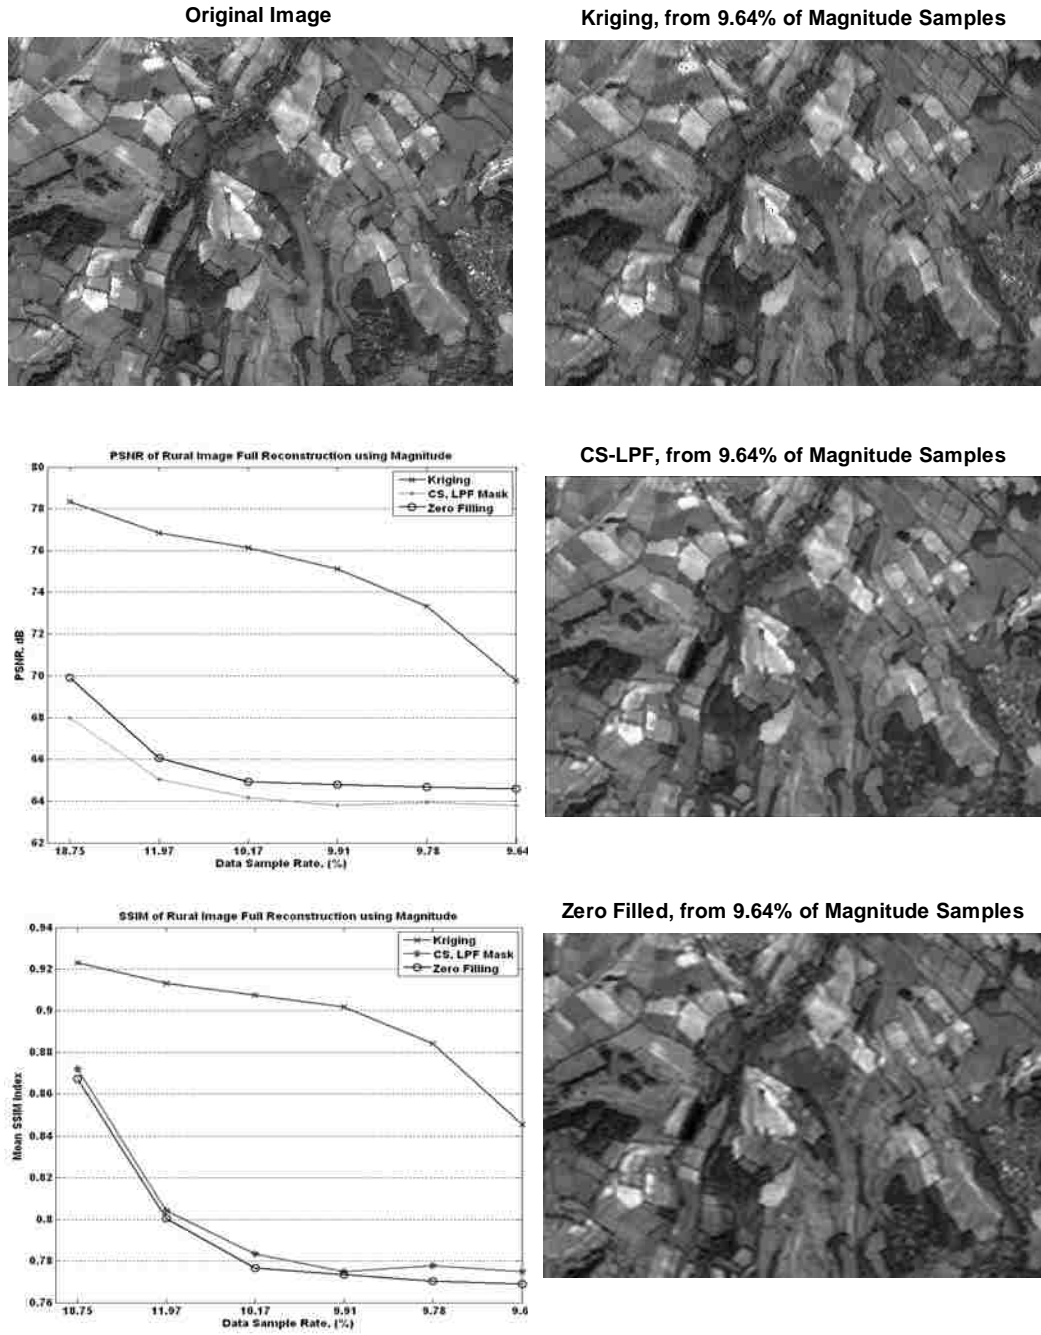 Original Image
Kriging, from 9.64% of Magnitude Samples
PSNR of Rural Image Full Reconstruction using Magnitude
80
78
76
74
72
70
68
66
64
62
PSNR, dB
Kriging
CS, LPF Mask
Zero Filling
18.75 11.97 10.17 9.91 9.78 9.64
Data Sample Rate, (%)
CS-LPF, from 9.64% of Magnitude Samples
SSIM of Rural Image Full Reconstruction using Magnitude
0.94
0.92
0.9
0.88
0.86
0.84
0.82
0.8
0.78
0.76
Mean SSIM Index
Kriging
CS, LPF Mask
Zero Filling
18.75 11.97 10.17 9.91 9.78 9.6
Data Sample Rate, (%)
Zero Filled, from 9.64% of Magnitude Samples